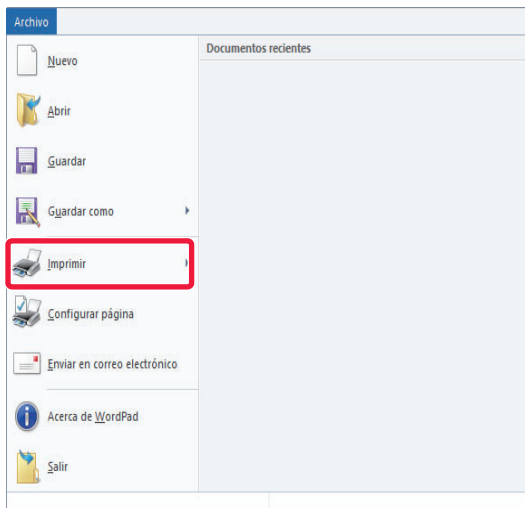 Archivo
Documentos recientes
Nuevo
Abrir
Guardar
Guardar como
Imprimir
Configurar página
Enviar en correo electrónico
Acerca de WordPad
Salir